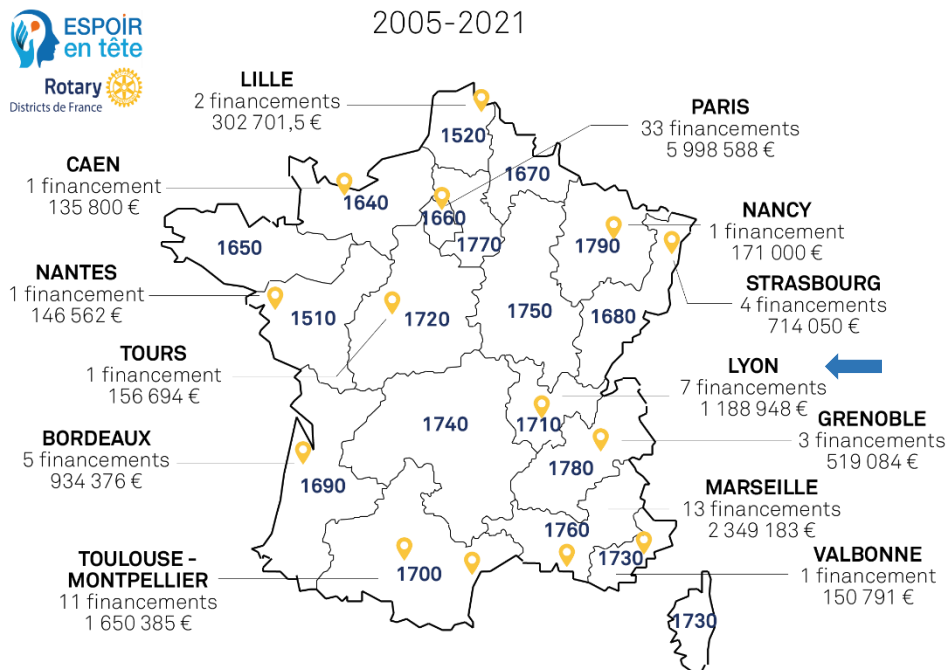 2005-2021
ESPOIR
en tête
Rotary
Districts de France
LILLE
2 financements
302 701,5 €
PARIS
33 financements
5 998 588 €
CAEN
1 financement
135 800 €
NANCY
1 financement
171 000 €
NANTES
1 financement
146 562 €
STRASBOURG
4 financements
714 050 €
TOURS
1 financement
156 694 €
LYON
7 financements
1 188 948 €
BORDEAUX
5 financements
934 376 €
GRENOBLE
3 financements
519 084 €
MARSEILLE
13 financements
2 349 183 €
TOULOUSE -
MONTPELLIER
11 financements
1 650 385 €
VALBONNE
1 financement
150 791 €
1520
1670
1640
1660
1650
1770
1790
1510
1720
1750
1680
1740
1710
1780
1690
1760
1700
1730
1730